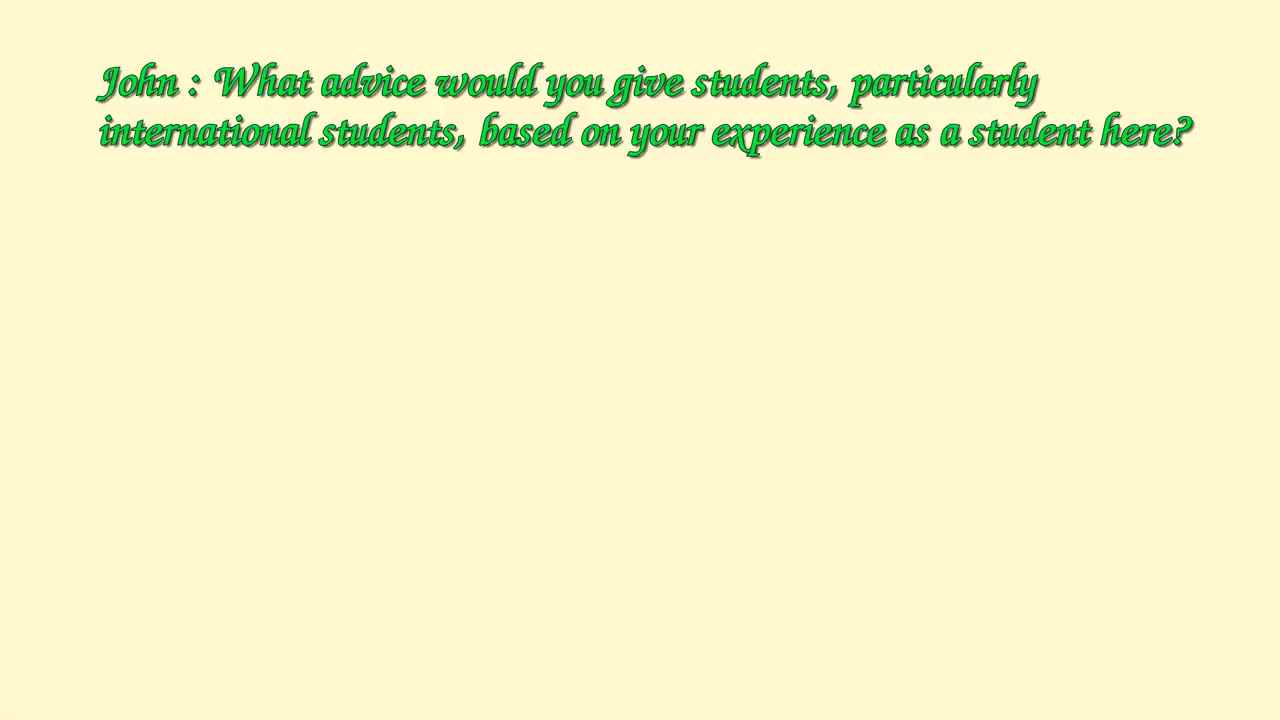 John : What advice would you give students, particularly
international students, based on your experience as a student here?